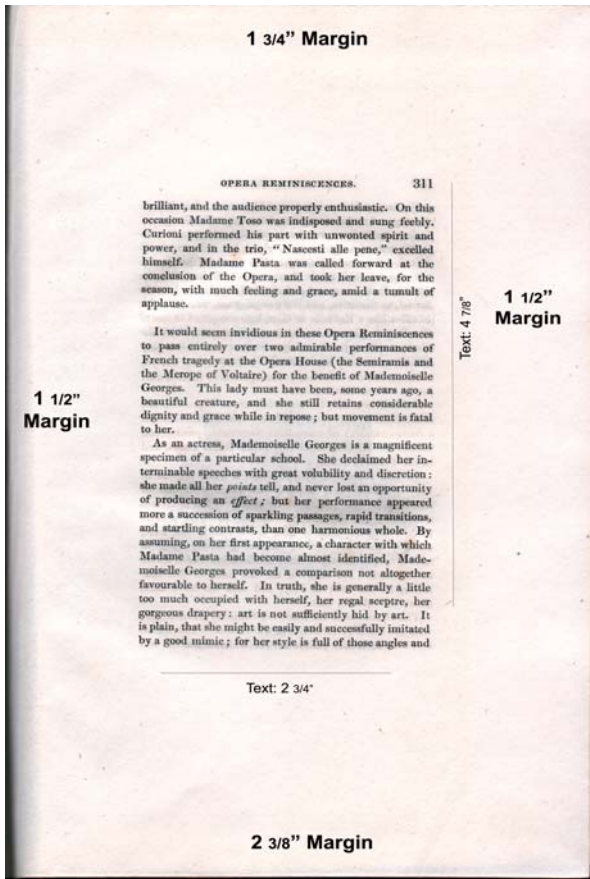 1 3/4” Margin
OPERA REMINISCENCES. 311
brilliant, and the audience properly enthusiastic. On this
occasion Madame Toso was indisposed and sung feebly.
Curioni performed his part with unwonted spirit and
power, and in the trio, “Nascesti alle pene,” excelled
himself. Madame Pasta was called forward at the
conclusion of the Opera, and took her leave, for the
season, with much feeling and grace, amid a tumult of
applause.
It would seem invidious in these Opera Reminiscences
to pass entirely over two admirable performances of
French tragedy at the Opera House (the Semiramis and
the Merope of Voltaire) for the benefit of Mademoiselle
Georges. This lady must have been, some years ago, a
beautiful creature, and she still retains considerable
dignity and grace while in repose; but movement is fatal
to her.
As an actress, Mademoiselle Georges is a magnificent
specimen of a particular school. She declaimed her in-
terminable speeches with great volubility and discretion:
she made all her points tell, and never lost an opportunity
of producing an effect; but her performance appeared
more a succession of sparkling passages, rapid transitions,
and startling contrasts, than one harmonious whole. By
assuming, on her first appearance, a character with which
Madame Pasta had become almost identified, Made-
moiselle Georges provoked a comparison not altogether
favourable to herself. In truth, she is generally a little
too much occupied with herself, her regal sceptre, her
gorgeous drapery: art is not sufficiently hid by art. It
is plain, that she might be easily and successfully imitated
by a good mimic; for her style is full of those angles and
Text: 4 7/8"
1 1/2”
Margin
1 1/2”
Margin
Text: 2 3/4"
2 3/8” Margin